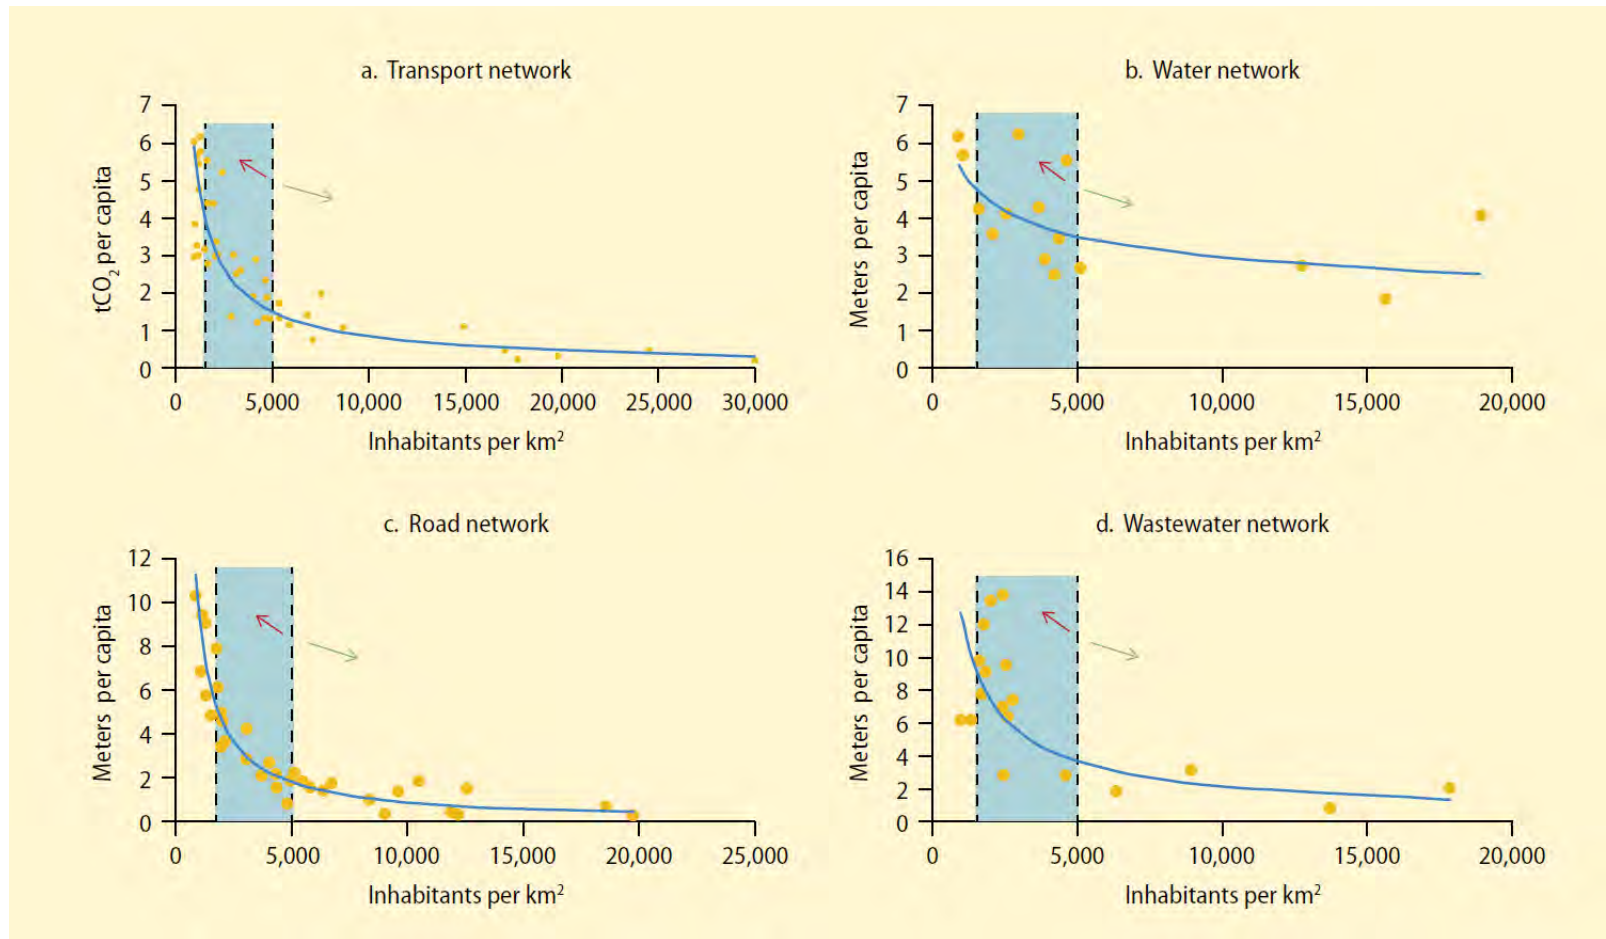 a. Transport network
7
6
5
4
3
2
1
0
tCO2 per capita
0 5,000 10,000 15,000 20,000 25,000 30,000
Inhabitants per km2
b. Water network
7
6
5
4
3
2
1
0
Meters per capita
0 5,000 10,000 15,000 20,000
Inhabitants per km2
c. Road network
12
10
8
6
4
2
0
Meters per capita
0 5,000 10,000 15,000 20,000 25,000
Inhabitants per km2
d. Wastewater network
16
14
12
10
8
6
4
2
0
Meters per capita
0 5,000 10,000 15,000 20,000
Inhabitants per km2